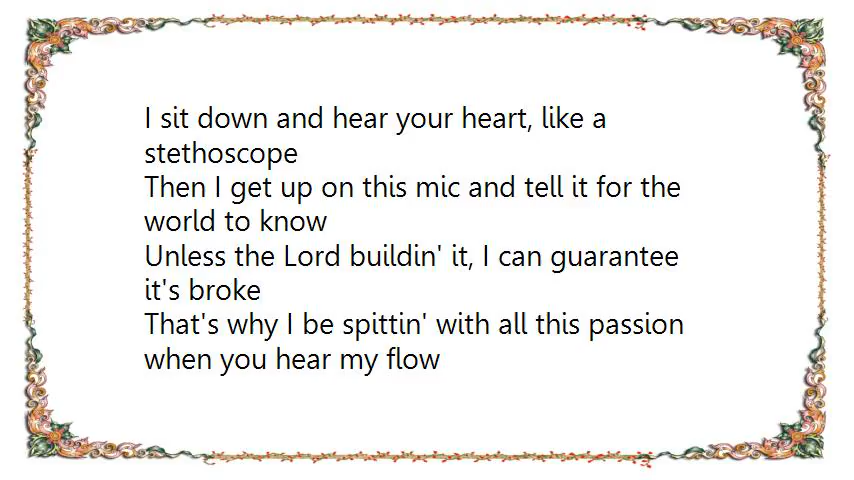 I sit down and hear your heart, like a
stethoscope
Then I get up on this mic and tell it for the
world to know
Unless the Lord buildin' it, I can guarantee
it's broke
That's why I be spittin' with all this passion
when you hear my flow